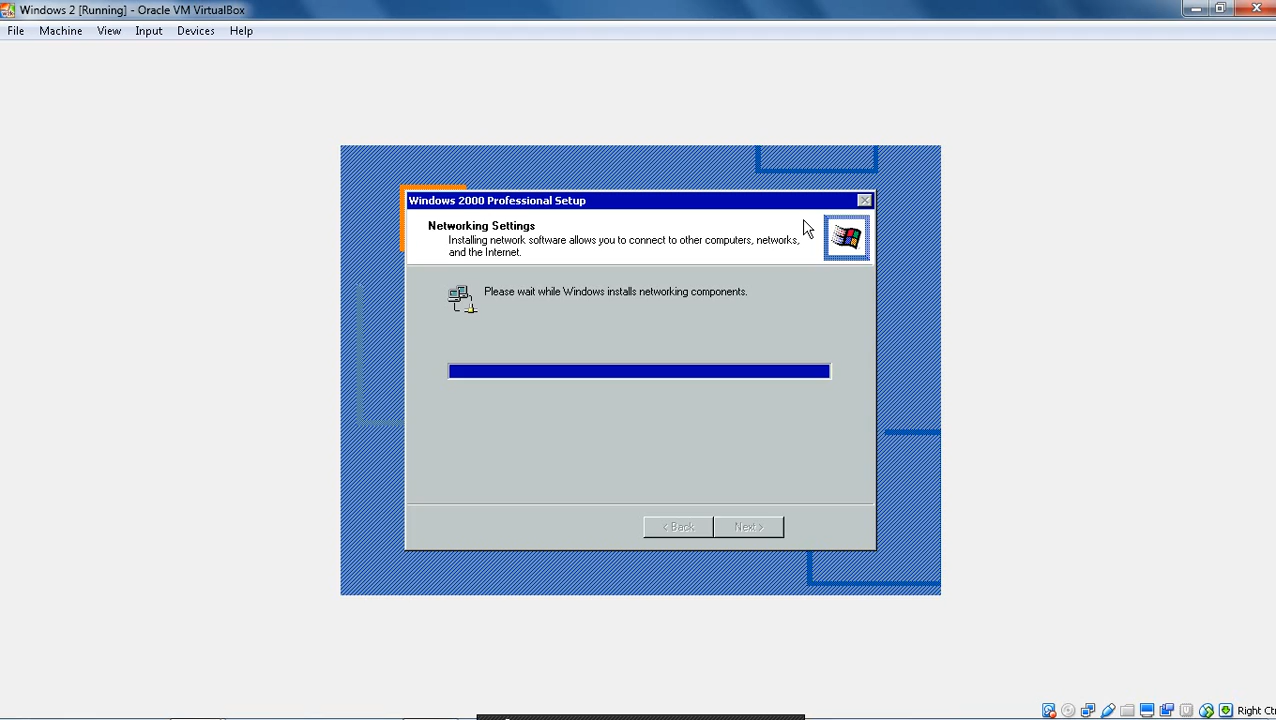 Windows 2 [Running] - Oracle VM VirtualBox
File Machine View Input Devices Help
Windows 2000 Professional Setup
Networking Settings
Installing network software allows you to connect to other computers, networks,
and the Internet.
Please wait while Windows installs networking components.
< Back Next >
Right Ctr